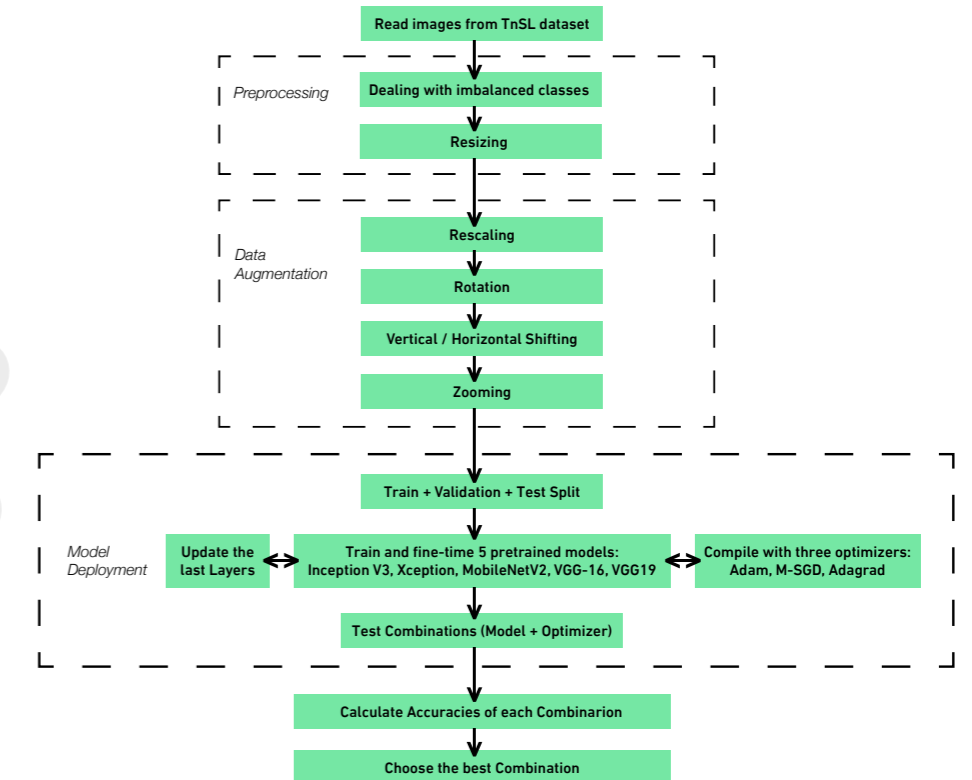 Read images from TnSL dataset
Preprocessing
Dealing with imbalanced classes
Resizing
Rescaling
Data
Augmentation
Rotation
Vertical / Horizontal Shifting
Zooming
Train + Validation + Test Split
Model
Deployment
Update the
last Layers
Train and fine-time 5 pretrained models:
Inception V3, Xception, MobileNetV2, VGG-16, VGG19
Compile with three optimizers:
Adam, M-SGD, Adagrad
Test Combinations (Model + Optimizer)
Calculate Accuracies of each Combinarion
Choose the best Combination